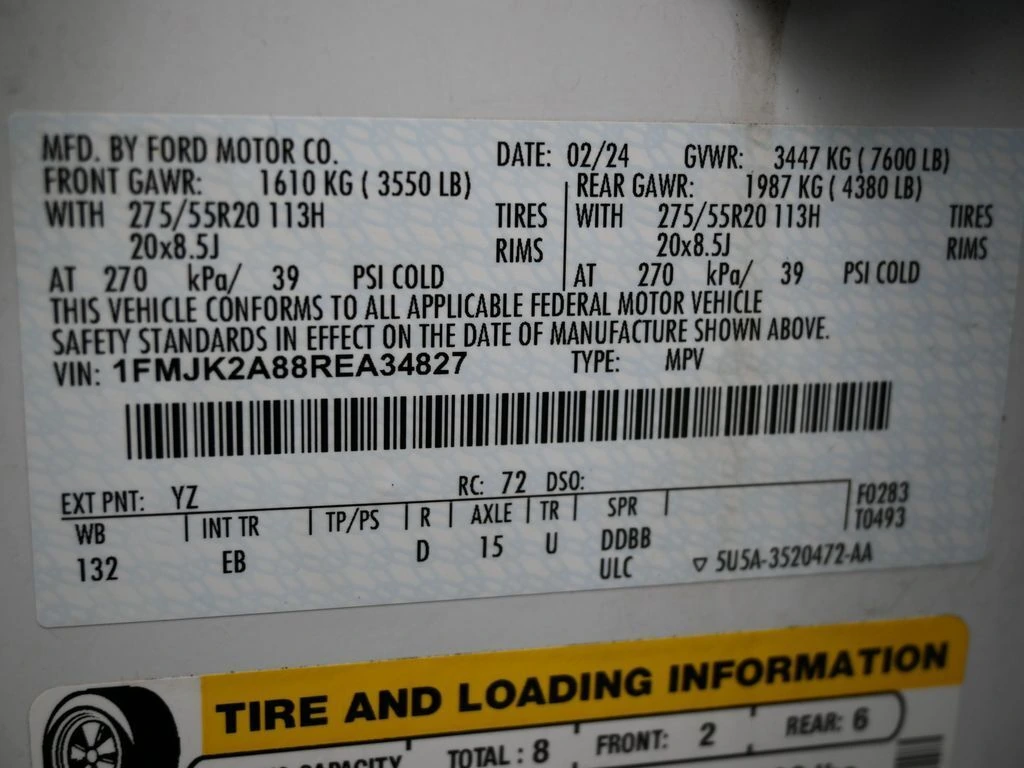 MFD. BY FORD MOTOR CO. DATE: 02/24 GVWR: 3447 KG ( 7600 LB)
FRONT GAWR: 1610 KG ( 3550 LB) REAR GAWR: 1987 KG ( 4380 LB)
WITH 275/55R20 113H TIRES WITH 275/55R20 113H TIRES
20x8.5J RIMS 20x8.5J RIMS
AT 270 kPa/ 39 PSI COLD AT 270 kPa/ 39 PSI COLD
THIS VEHICLE CONFORMS TO ALL APPLICABLE FEDERAL MOTOR VEHICLE
SAFETY STANDARDS IN EFFECT ON THE DATE OF MANUFACTURE SHOWN ABOVE.
VIN: 1FMJK2A88REA34827 TYPE: MPV
EXT PNT: YZ RC: 72 DSO: F0283
WB INT TR TP/PS R AXLE TR SPR T0493
132 EB D 15 U DDBB
ULC ▽ 5U5A-3520472-AA
TIRE AND LOADING INFORMATION
CAPACITY TOTAL : 8 FRONT: 2 REAR: 6